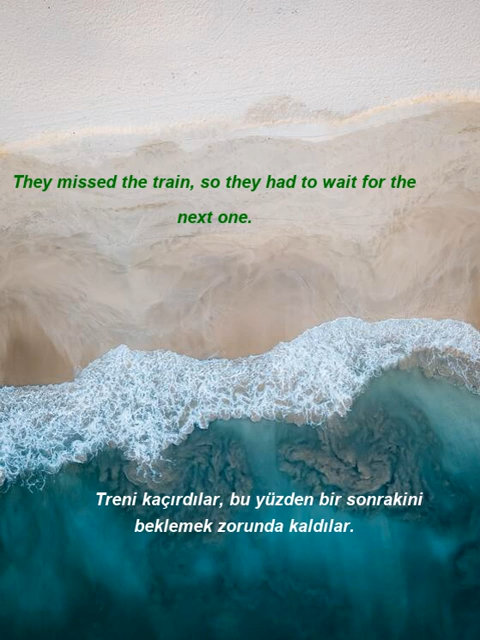 They missed the train, so they had to wait for the
next one.
Treni kaçırdılar, bu yüzden bir sonrakini
beklemek zorunda kaldılar.